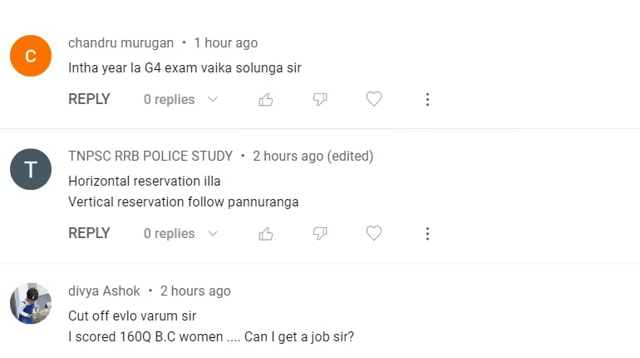 chandru murugan • 1 hour ago
C
Intha year la G4 exam vaika solunga sir
REPLY 0 replies
TNPSC RRB POLICE STUDY • 2 hours ago (edited)
T
Horizontal reservation illa
Vertical reservation follow pannuranga
REPLY 0 replies
divya Ashok • 2 hours ago
Cut off evlo varum sir
I scored 160Q B.C women .... Can I get a job sir?